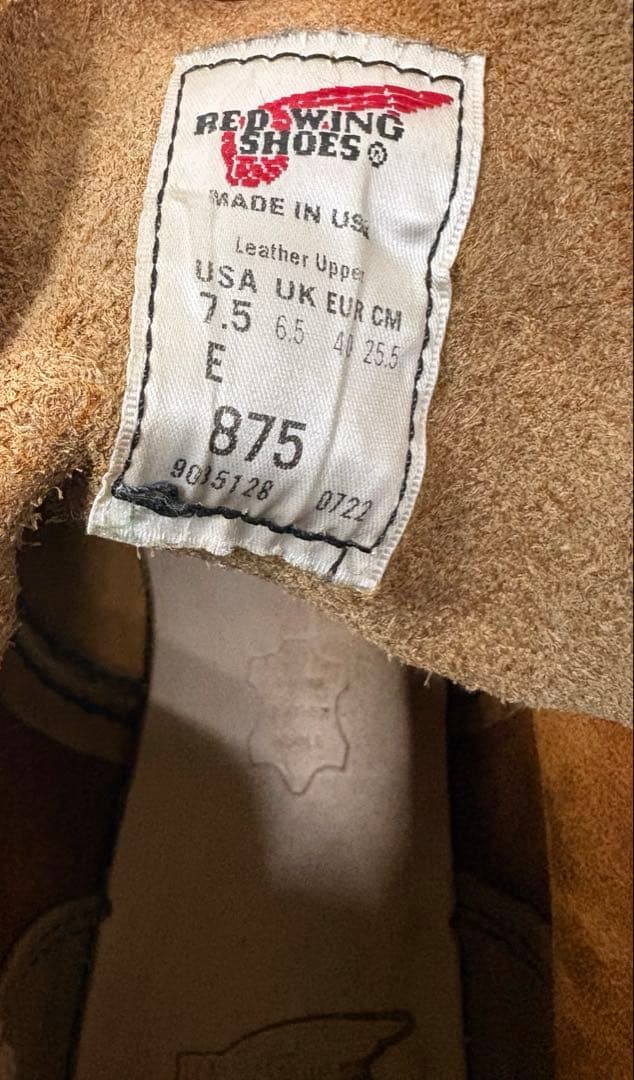 RED WING
SHOES®
MADE IN USA
Leather Upper
USA UK EUR CM
7.5 6.5 40 25.5
E
875
9035128 0722